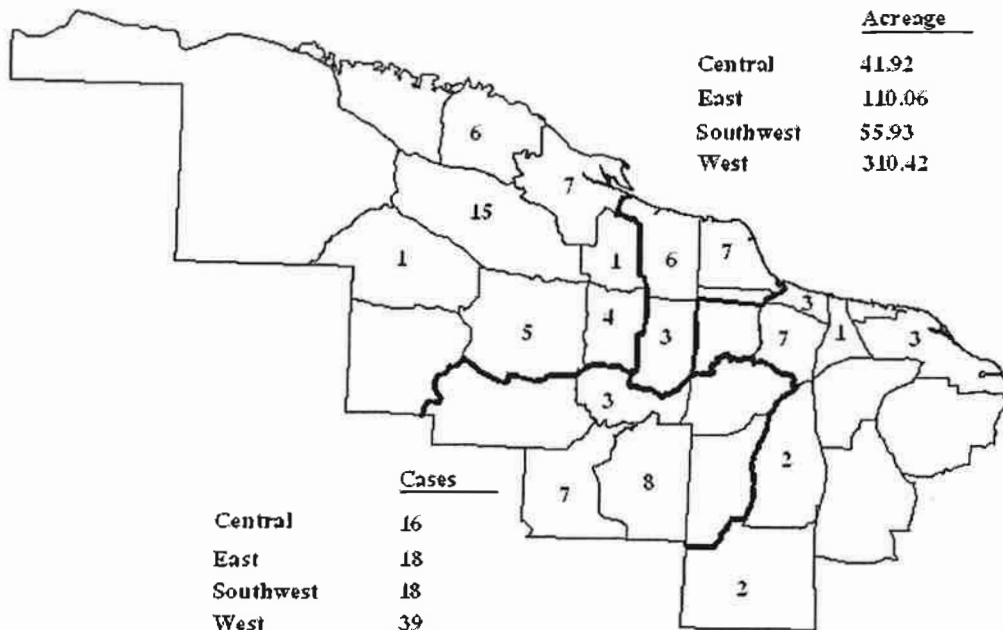 Acreage
Central 41.92
East 110.06
Southwest 55.93
West 310.42
6
7
15
1
1
6
7
3
5
4
3
7
1
3
3
2
7
8
2
Cases
Central 16
East 18
Southwest 18
West 39